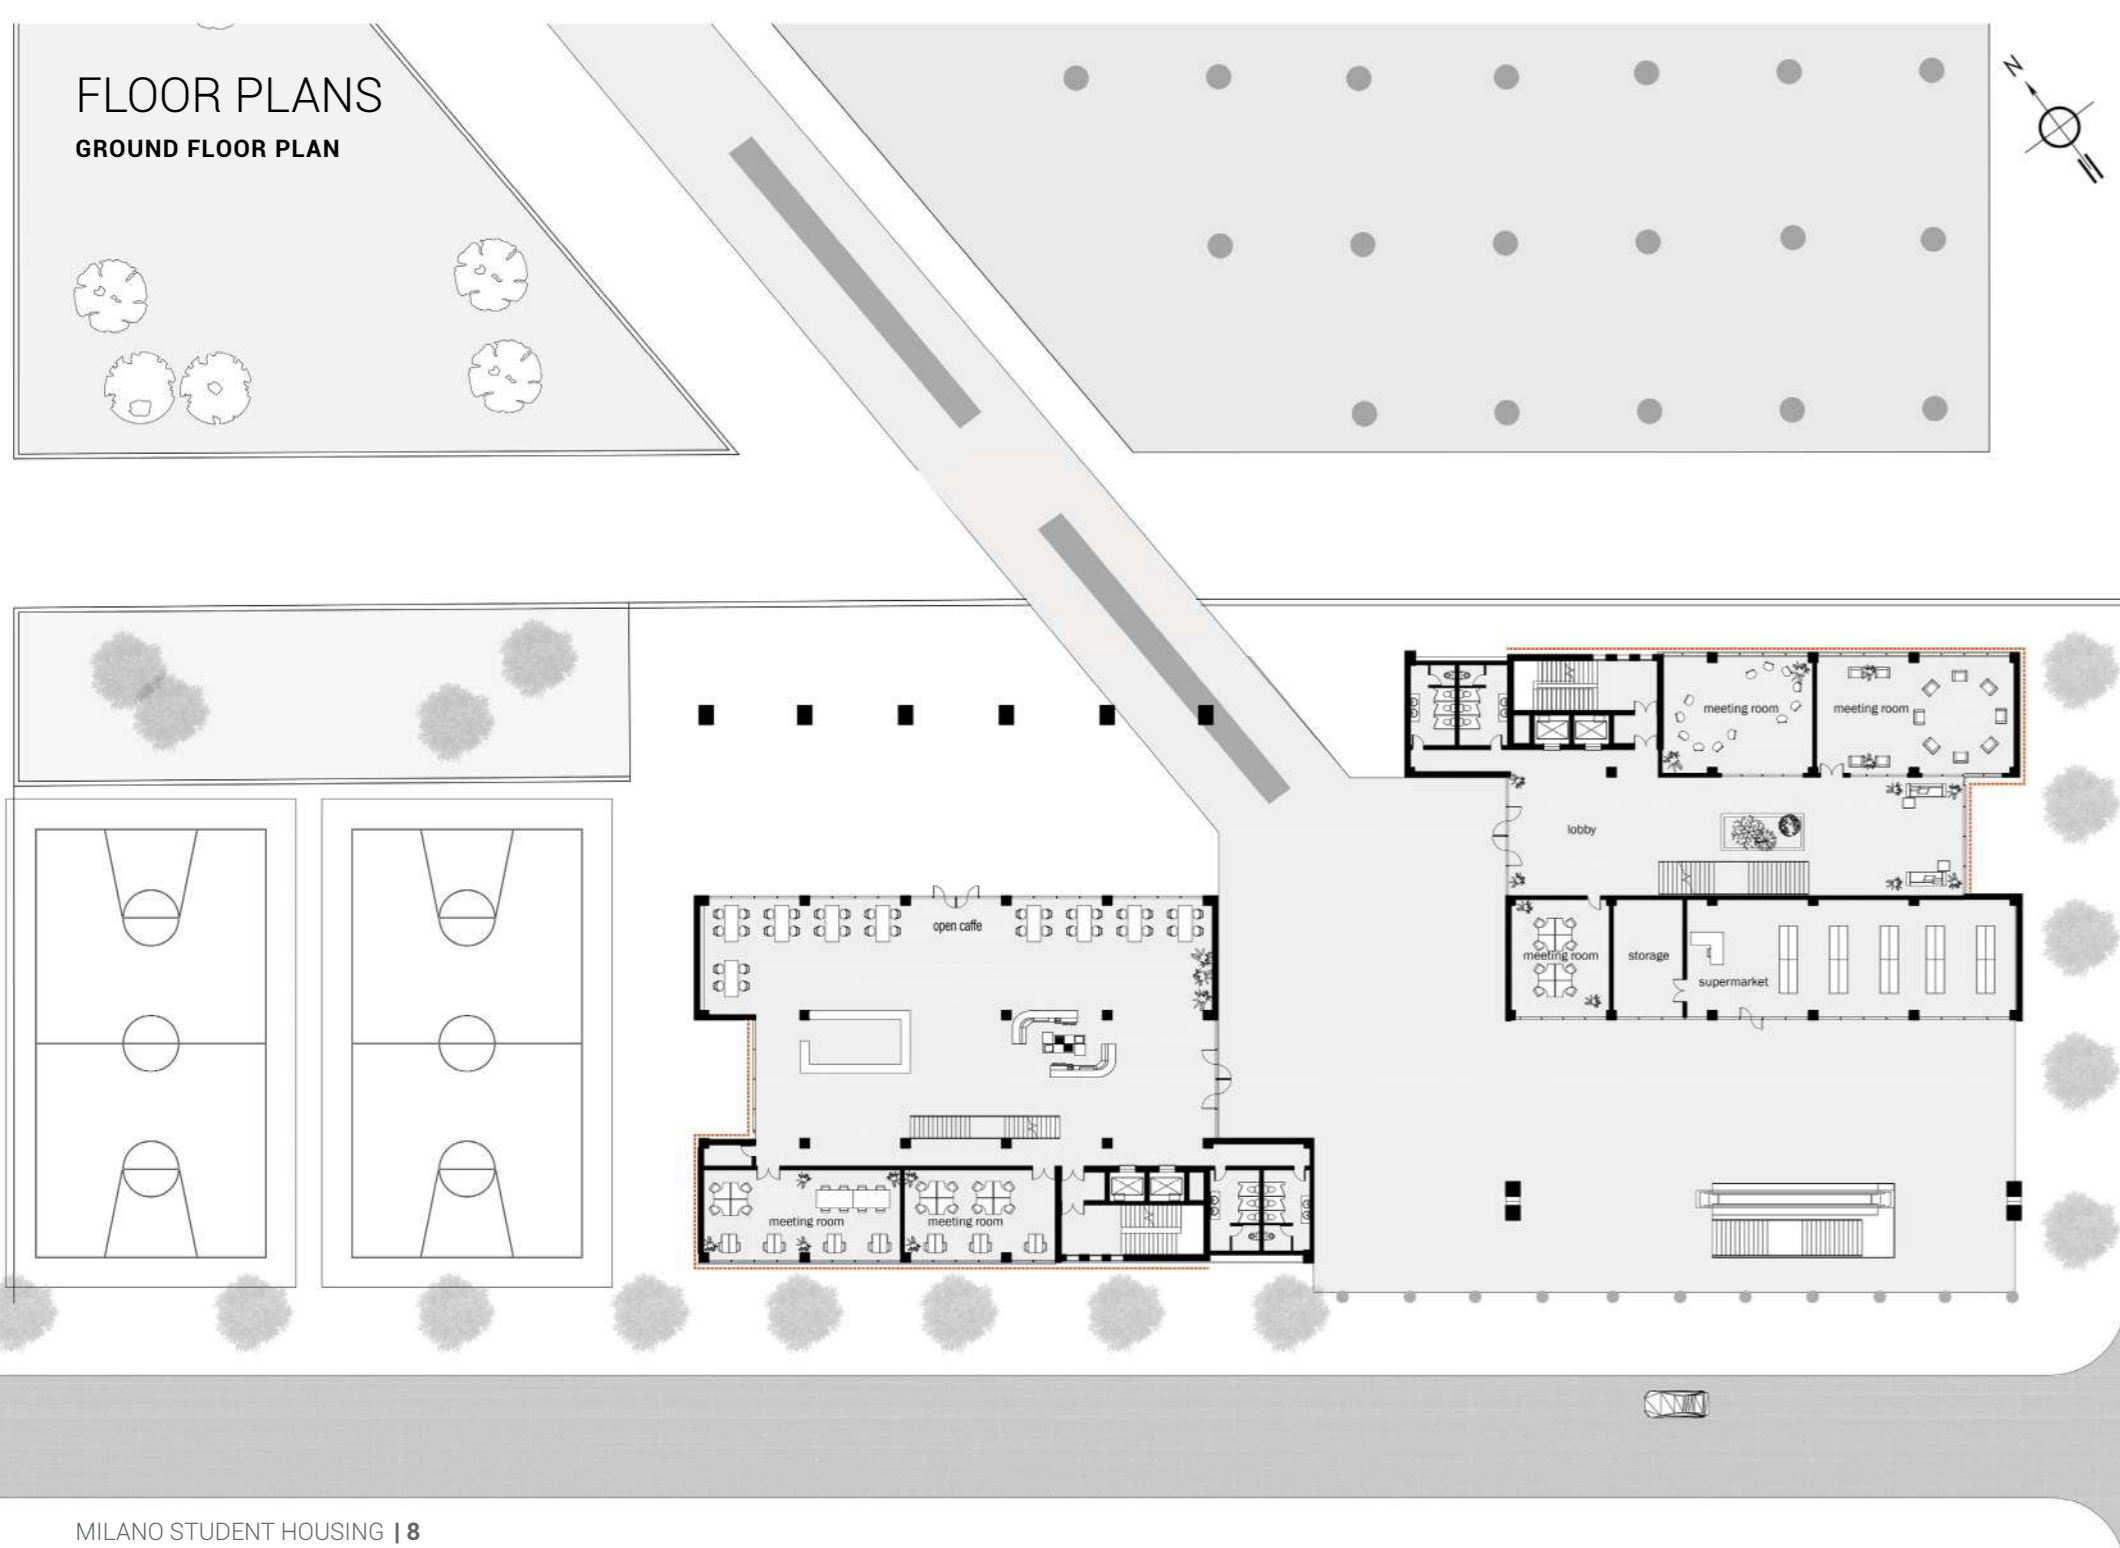 FLOOR PLANS
GROUND FLOOR PLAN
N
meeting room
meeting room
lobby
open caffe
meeting room
storage
supermarket
meeting room
meeting room
MILANO STUDENT HOUSING | 8